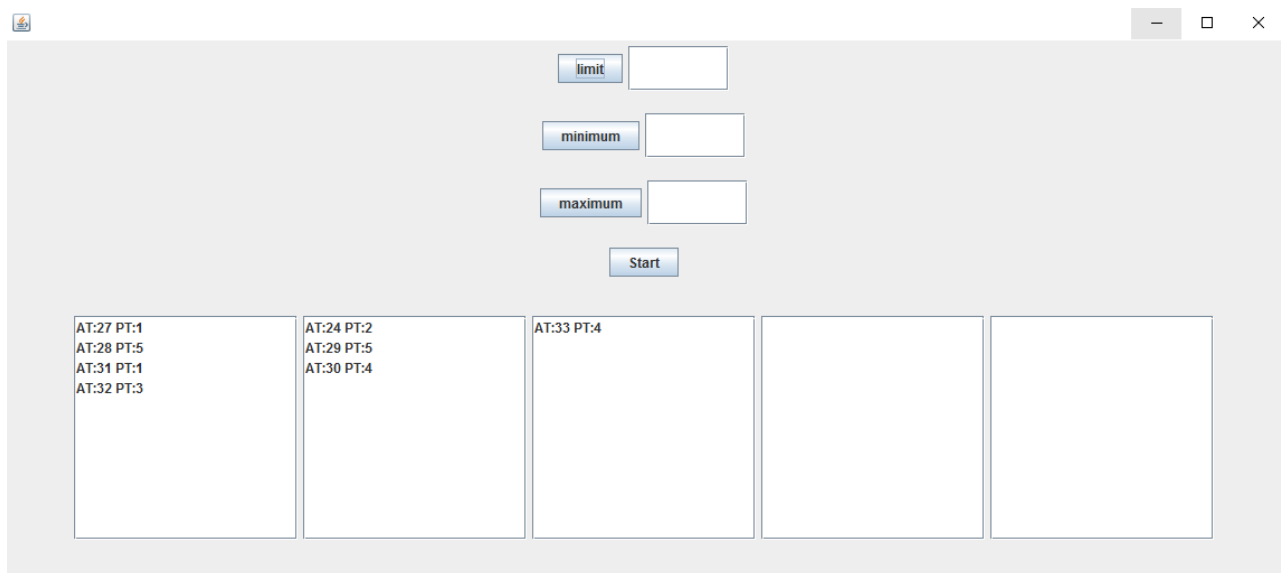 limit
minimum
maximum
Start
AT:27 PT:1
AT:28 PT:5
AT:31 PT:1
AT:32 PT:3
AT:24 PT:2
AT:29 PT:5
AT:30 PT:4
AT:33 PT:4